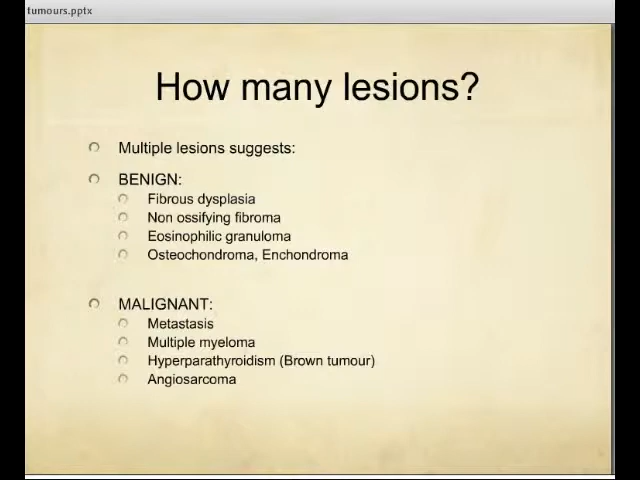 tumours.pptx
How many lesions?
Multiple lesions suggests:
BENIGN:
Fibrous dysplasia
Non ossifying fibroma
Eosinophilic granuloma
Osteochondroma, Enchondroma
MALIGNANT:
Metastasis
Multiple myeloma
Hyperparathyroidism (Brown tumour)
Angiosarcoma